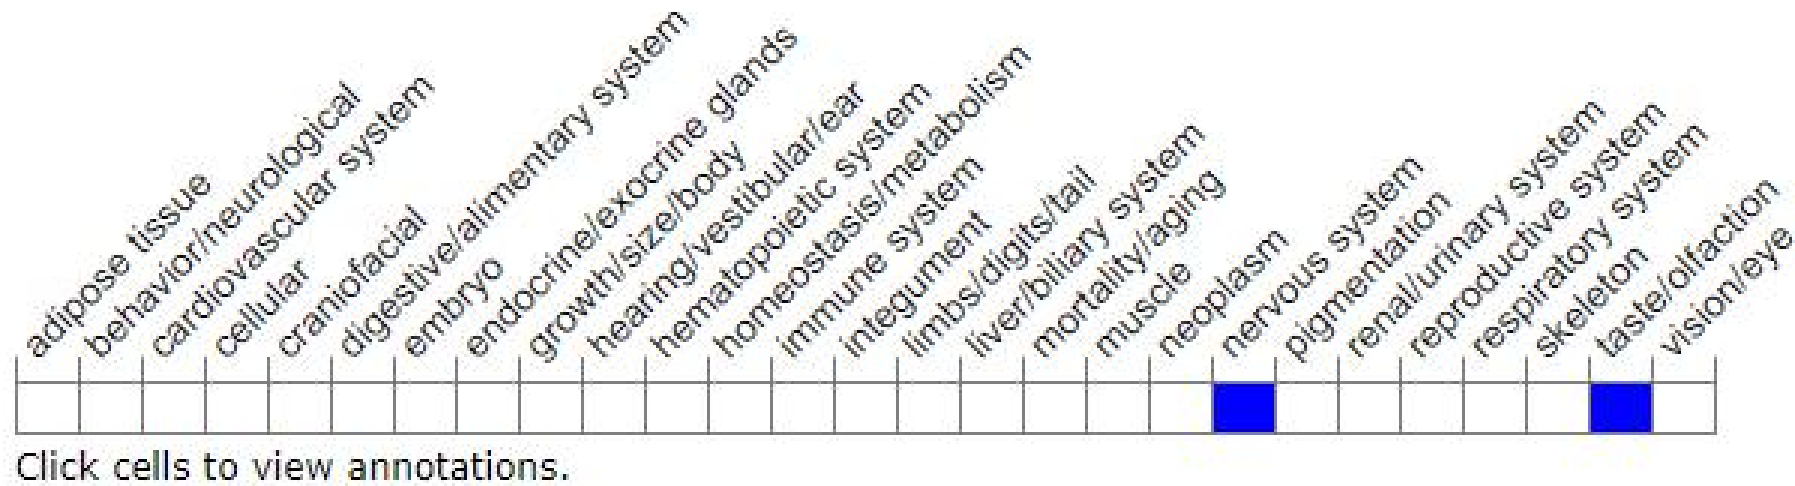 adipose tissue
behavior/neurological
cardiovascular system
cellular
craniofacial
digestive/alimentary system
embryo
endocrine/exocrine glands
growth/size/body
hearing/vestibular/ear
hematopoietic system
homeostasis/metabolism
immune system
integument
limbs/digits/tail
liver/biliary system
mortality/aging
muscle
neoplasm
nervous system
pigmentation
renal/urinary system
reproductive system
respiratory system
skeleton
taste/olfaction
vision/eye
Click cells to view annotations.